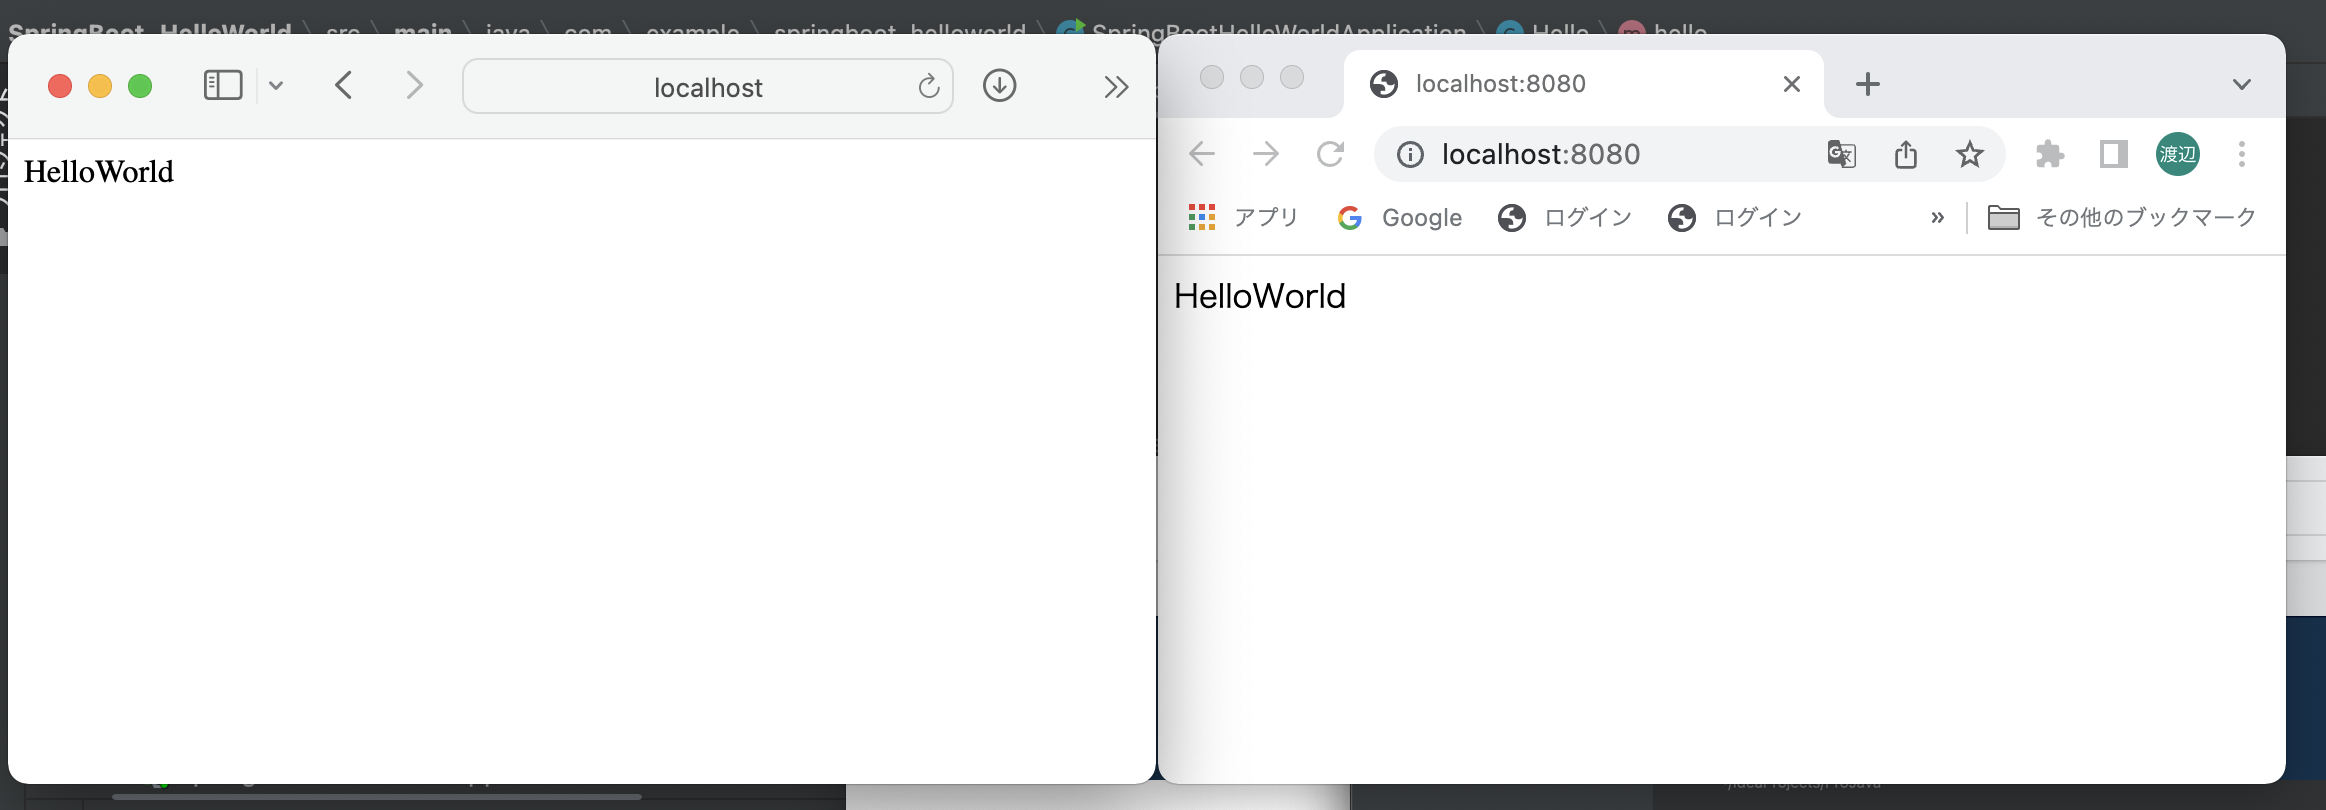 SpringBoot_HelloWorld src main java com example springboot_helloworld SpringBootHelloWorldApplication Hello hello
localhost
HelloWorld
localhost:8080
localhost:8080
渡辺
アプリ Google ログイン ログイン » その他のブックマーク
HelloWorld